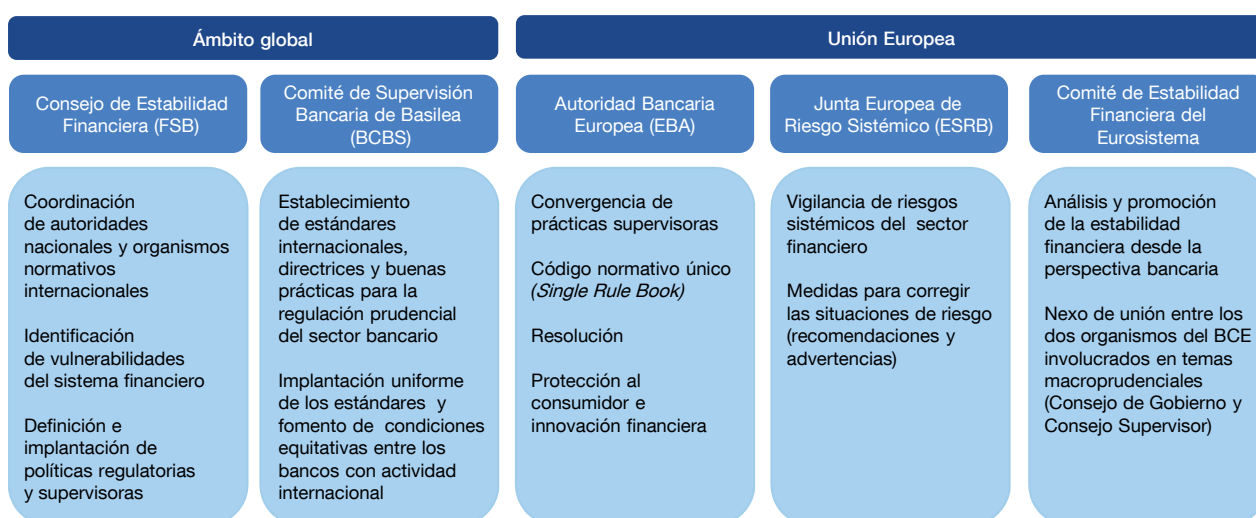 Ámbito global
Unión Europea
Consejo de Estabilidad
Financiera (FSB)
Comité de Supervisión
Bancaria de Basilea
(BCBS)
Autoridad Bancaria
Europea (EBA)
Junta Europea de
Riesgo Sistémico (ESRB)
Comité de Estabilidad
Financiera del
Eurosistema
Coordinación
de autoridades
nacionales y organismos
normativos
internacionales
Identificación
de vulnerabilidades
del sistema financiero
Definición e
implantación de
políticas regulatorias
y supervisoras
Establecimiento
de estándares
internacionales,
directrices y buenas
prácticas para la
regulación prudencial
del sector bancario
Implantación uniforme
de los estándares y
fomento de condiciones
equitativas entre los
bancos con actividad
internacional
Convergencia de
prácticas supervisoras
Código normativo único
(Single Rule Book)
Resolución
Protección al
consumidor e
innovación financiera
Vigilancia de riesgos
sistémicos del sector
financiero
Medidas para corregir
las situaciones de riesgo
(recomendaciones y
advertencias)
Análisis y promoción
de la estabilidad
financiera desde la
perspectiva bancaria
Nexo de unión entre los
dos organismos del BCE
involucrados en temas
macroprudenciales
(Consejo de Gobierno y
Consejo Supervisor)